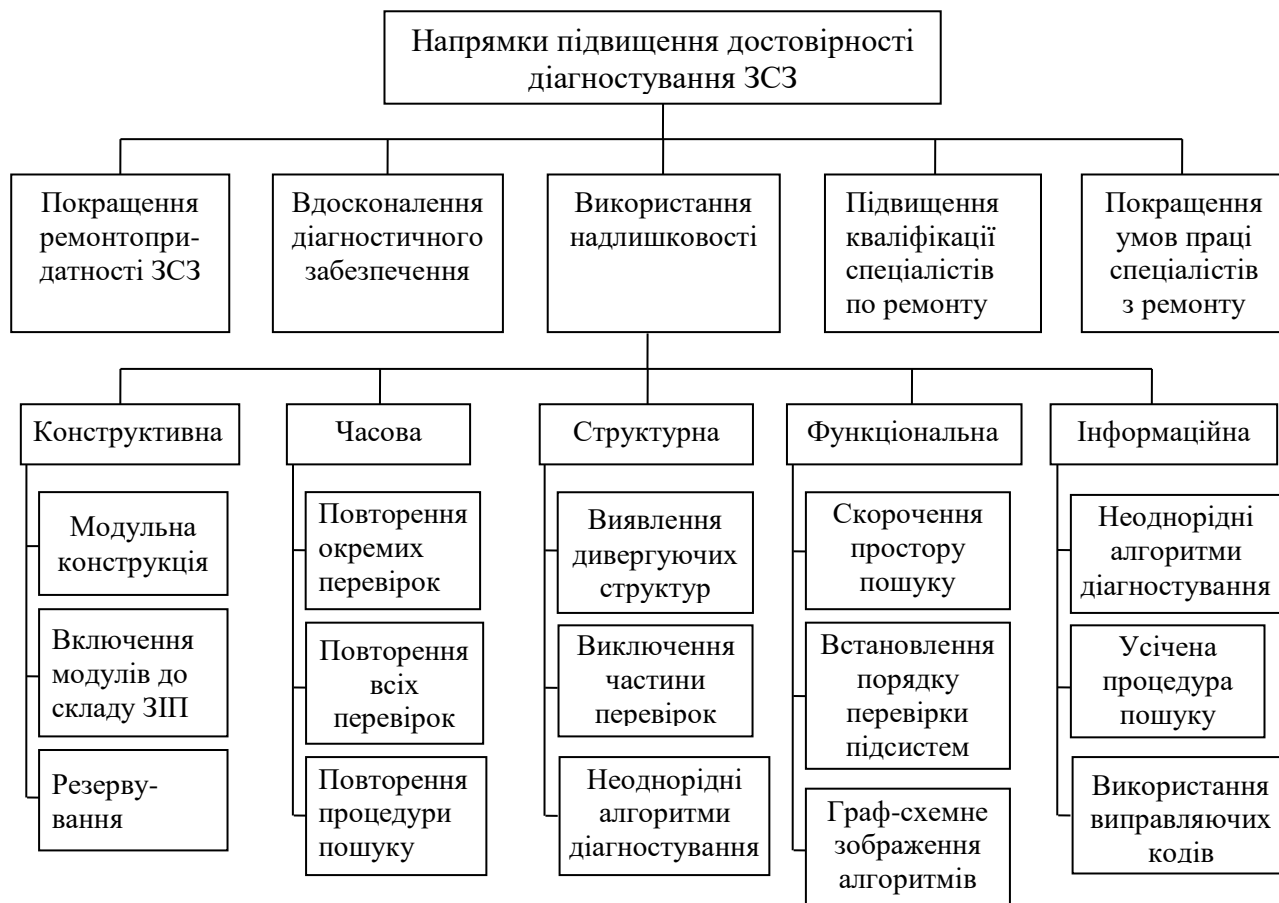 Напрямки підвищення достовірності
діагностування ЗСЗ
Покращення
ремонтопри-
датності ЗСЗ
Вдосконалення
діагностичного
забезпечення
Використання
надлишковості
Підвищення
кваліфікації
спеціалістів
по ремонту
Покращення
умов праці
спеціалістів
з ремонту
Конструктивна
Модульна
конструкція
Включення
модулів до
складу ЗІП
Резерву-
вання
Часова
Повторення
окремих
перевірок
Повторення
всіх
перевірок
Повторення
процедури
пошуку
Структурна
Виявлення
дивергуючих
структур
Виключення
частини
перевірок
Неоднорідні
алгоритми
діагностування
Функціональна
Скорочення
простору
пошуку
Встановлення
порядку
перевірки
підсистем
Граф-схемне
зображення
алгоритмів
Інформаційна
Неоднорідні
алгоритми
діагностування
Усічена
процедура
пошуку
Використання
виправляючих
кодів